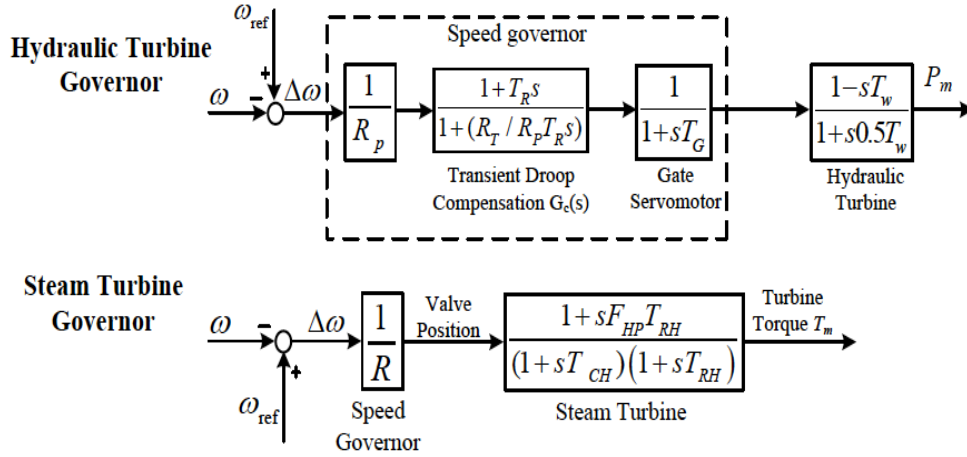 ω_ref
Speed governor
Hydraulic Turbine
Governor
ω
−
+
Δω
1
R_p
1+T_R s
1+(R_T / R_P T_R s)
1
1+sT_G
1−sT_w
1+s0.5T_w
P_m
Transient Droop
Compensation G_c(s)
Gate
Servomotor
Hydraulic
Turbine
Steam Turbine
Governor
ω
−
+
Δω
ω_ref
1
R
Speed
Governor
Valve
Position
1+sF_HP T_RH
(1+sT_CH)(1+sT_RH)
Steam Turbine
Turbine
Torque T_m